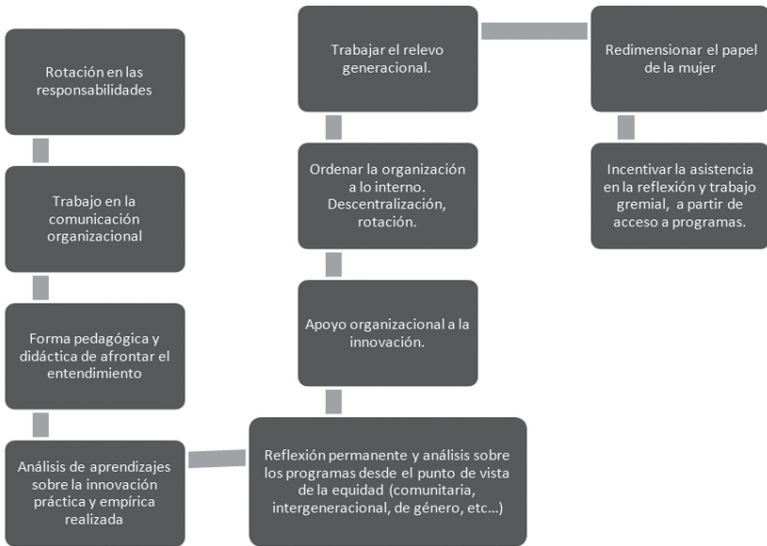 Rotación en las
responsabilidades
Trabajo en la
comunicación
organizacional
Forma pedagógica y
didáctica de afrontar el
entendimiento
Análisis de aprendizajes
sobre la innovación
práctica y empírica
realizada
Reflexión permanente y análisis sobre
los programas desde el punto de vista
de la equidad (comunitaria,
intergeneracional, de género, etc...)
Apoyo organizacional a la
innovación.
Ordenar la organización
a lo interno.
Descentralización,
rotación.
Trabajar el relevo
generacional.
Redimensionar el papel
de la mujer
Incentivar la asistencia
en la reflexión y trabajo
gremial, a partir de
acceso a programas.